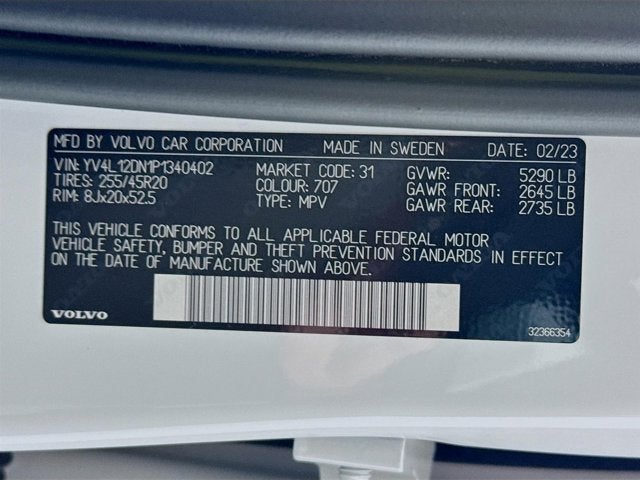 MFD BY VOLVO CAR CORPORATION MADE IN SWEDEN DATE: 02/23
VIN: YV4L12DN1P1340402 MARKET CODE: 31 GVWR: 5290 LB
TIRES: 255/45R20 COLOUR: 707 GAWR FRONT: 2645 LB
RIM: 8Jx20x52.5 TYPE: MPV GAWR REAR: 2735 LB
THIS VEHICLE CONFORMS TO ALL APPLICABLE FEDERAL MOTOR
VEHICLE SAFETY, BUMPER AND THEFT PREVENTION STANDARDS IN EFFECT
ON THE DATE OF MANUFACTURE SHOWN ABOVE.
VOLVO 32366354